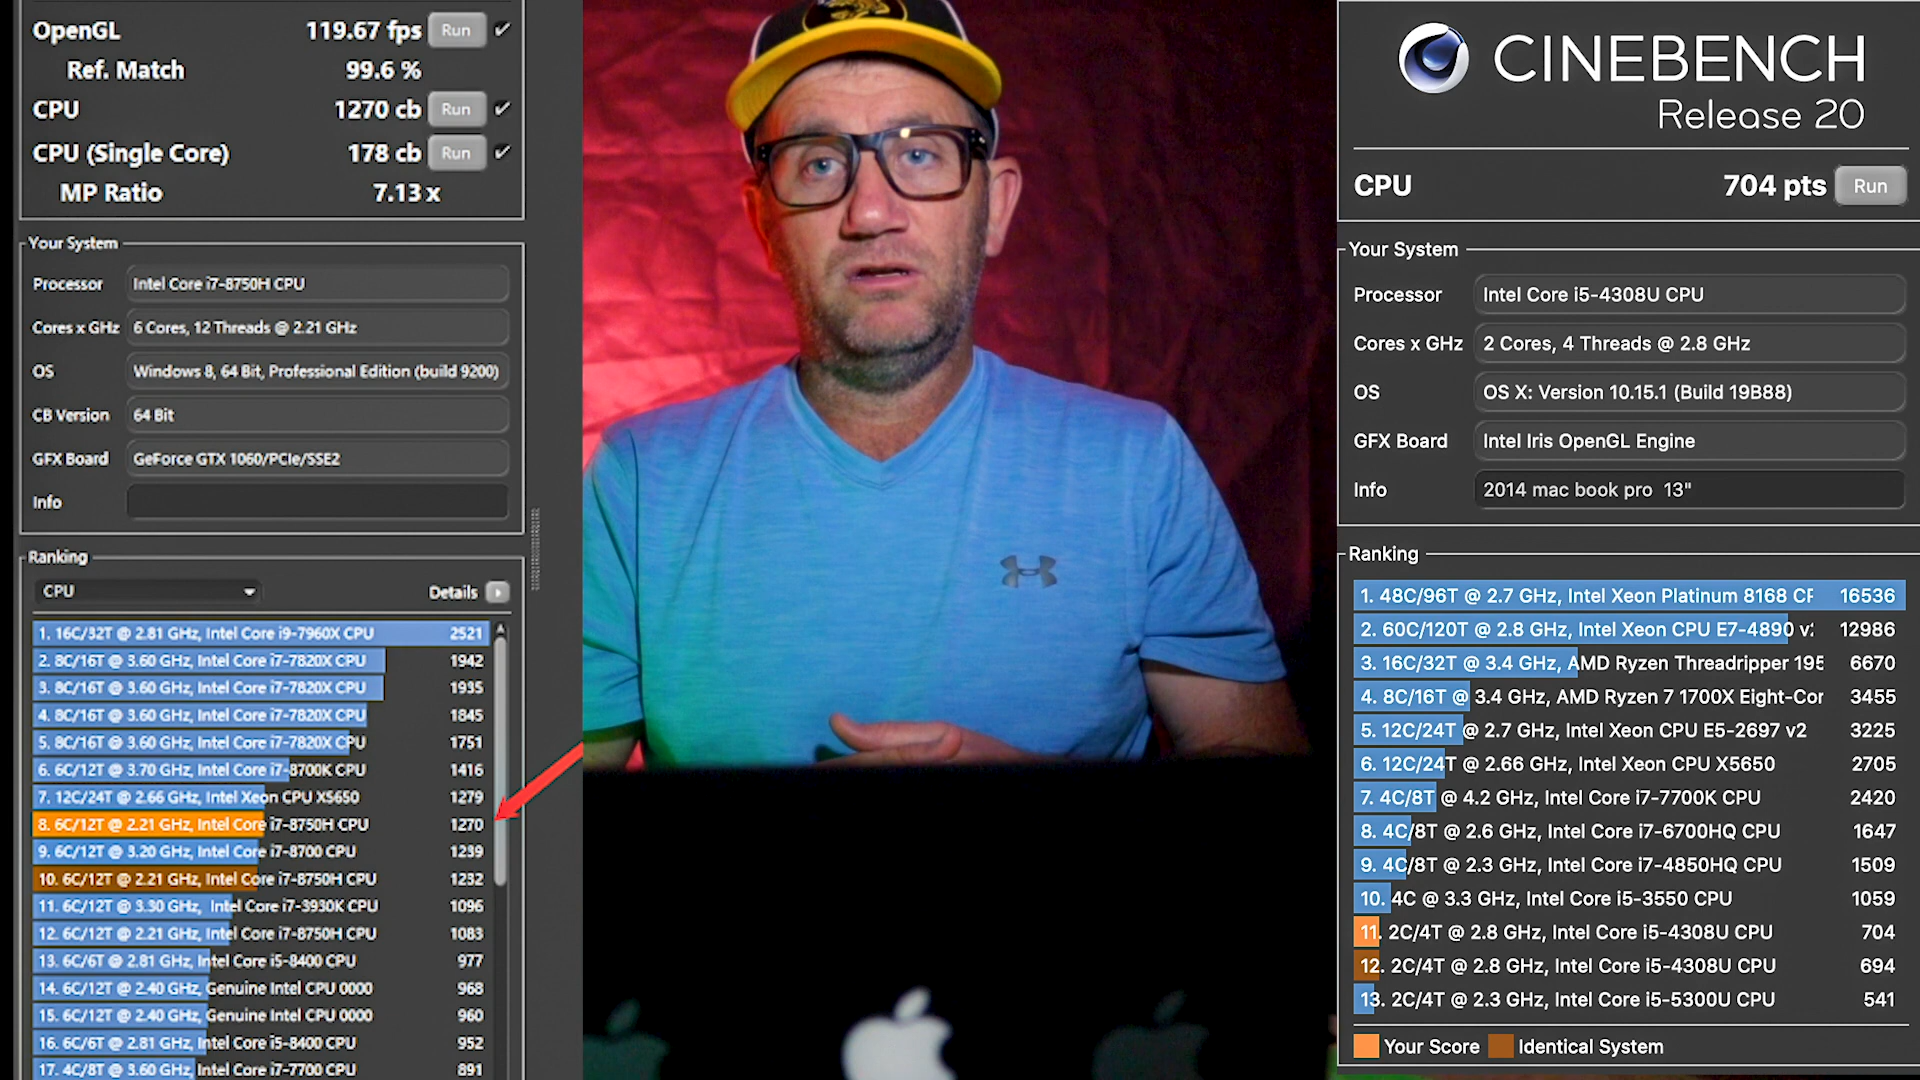 OpenGL 119.67 fps Run
Ref. Match 99.6 %
CPU 1270 cb Run
CPU (Single Core) 178 cb Run
MP Ratio 7.13 x
Your System
Processor Intel Core i7-8750H CPU
Cores x GHz 6 Cores, 12 Threads @ 2.21 GHz
OS Windows 8, 64 Bit, Professional Edition (build 9200)
CB Version 64 Bit
GFX Board GeForce GTX 1060/PCIe/SSE2
Info
Ranking
CPU Details
1. 16C/32T @ 2.81 GHz, Intel Core i9-7960X CPU 2521
2. 8C/16T @ 3.60 GHz, Intel Core i7-7820X CPU 1942
3. 8C/16T @ 3.60 GHz, Intel Core i7-7820X CPU 1935
4. 8C/16T @ 3.60 GHz, Intel Core i7-7820X CPU 1845
5. 8C/16T @ 3.60 GHz, Intel Core i7-7820X CPU 1751
6. 6C/12T @ 3.70 GHz, Intel Core i7-8700K CPU 1416
7. 12C/24T @ 2.66 GHz, Intel Xeon CPU X5650 1279
8. 6C/12T @ 2.21 GHz, Intel Core i7-8750H CPU 1270
9. 6C/12T @ 3.20 GHz, Intel Core i7-8700 CPU 1239
10. 6C/12T @ 2.21 GHz, Intel Core i7-8750H CPU 1232
11. 6C/12T @ 3.30 GHz, Intel Core i7-3930K CPU 1096
12. 6C/12T @ 2.21 GHz, Intel Core i7-8750H CPU 1083
13. 6C/6T @ 2.81 GHz, Intel Core i5-8400 CPU 977
14. 6C/12T @ 2.40 GHz, Genuine Intel CPU 0000 968
15. 6C/12T @ 2.40 GHz, Genuine Intel CPU 0000 960
16. 6C/6T @ 2.81 GHz, Intel Core i5-8400 CPU 952
17. 4C/8T @ 3.60 GHz, Intel Core i7-7700 CPU 891
CINEBENCH
Release 20
CPU 704 pts Run
Your System
Processor Intel Core i5-4308U CPU
Cores x GHz 2 Cores, 4 Threads @ 2.8 GHz
OS OS X: Version 10.15.1 (Build 19B88)
GFX Board Intel Iris OpenGL Engine
Info 2014 mac book pro 13"
Ranking
1. 48C/96T @ 2.7 GHz, Intel Xeon Platinum 8168 CP 16536
2. 60C/120T @ 2.8 GHz, Intel Xeon CPU E7-4890 v2 12986
3. 16C/32T @ 3.4 GHz, AMD Ryzen Threadripper 195 6670
4. 8C/16T @ 3.4 GHz, AMD Ryzen 7 1700X Eight-Cor 3455
5. 12C/24T @ 2.7 GHz, Intel Xeon CPU E5-2697 v2 3225
6. 12C/24T @ 2.66 GHz, Intel Xeon CPU X5650 2705
7. 4C/8T @ 4.2 GHz, Intel Core i7-7700K CPU 2420
8. 4C/8T @ 2.6 GHz, Intel Core i7-6700HQ CPU 1647
9. 4C/8T @ 2.3 GHz, Intel Core i7-4850HQ CPU 1509
10. 4C @ 3.3 GHz, Intel Core i5-3550 CPU 1059
11. 2C/4T @ 2.8 GHz, Intel Core i5-4308U CPU 704
12. 2C/4T @ 2.8 GHz, Intel Core i5-4308U CPU 694
13. 2C/4T @ 2.3 GHz, Intel Core i5-5300U CPU 541
Your Score Identical System